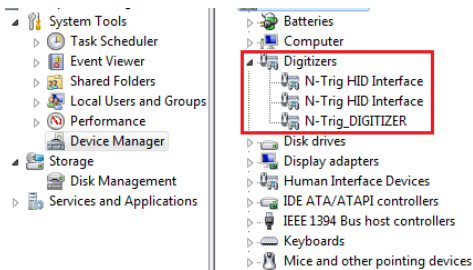 System Tools
Task Scheduler
Event Viewer
Shared Folders
Local Users and Groups
Performance
Device Manager
Storage
Disk Management
Services and Applications
Batteries
Computer
Digitizers
N-Trig HID Interface
N-Trig HID Interface
N-Trig_DIGITIZER
Disk drives
Display adapters
Human Interface Devices
IDE ATA/ATAPI controllers
IEEE 1394 Bus host controllers
Keyboards
Mice and other pointing devices